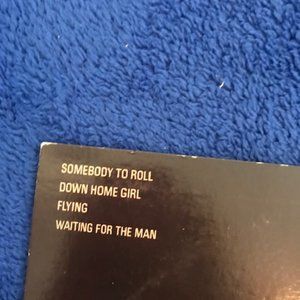 SOMEBODY TO ROLL
DOWN HOME GIRL
FLYING
WAITING FOR THE MAN